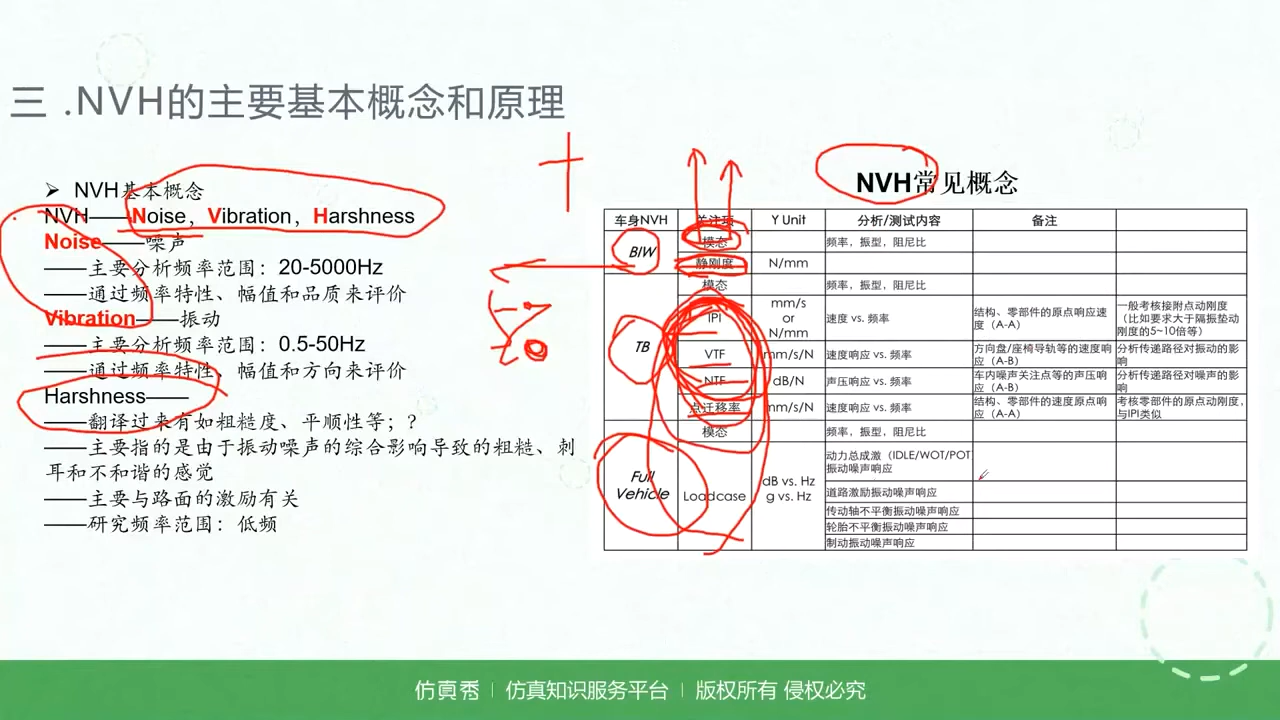 三 .NVH的主要基本概念和原理
➢ NVH基本概念
NVH——Noise，Vibration，Harshness
Noise——噪声
——主要分析频率范围：20-5000Hz
——通过频率特性、幅值和品质来评价
Vibration——振动
——主要分析频率范围：0.5-50Hz
——通过频率特性、幅值和方向来评价
Harshness——
——翻译过来有如粗糙度、平顺性等；?
——主要指的是由于振动噪声的综合影响导致的粗糙、刺
耳和不和谐的感觉
——主要与路面的激励有关
——研究频率范围：低频
NVH常见概念
车身NVH 关注项 Y Unit 分析/测试内容 备注
BIW 模态 频率，振型，阻尼比
静刚度 N/mm
TB 模态 频率，振型，阻尼比
IPI mm/s or N/mm 速度 vs. 频率 结构、零部件的原点响应速度（A-A） 一般考核接附点动刚度（比如要求大于隔振垫动刚度的5~10倍等）
VTF mm/s/N 速度响应 vs. 频率 方向盘/座椅导轨等的速度响应（A-B） 分析传递路径对振动的影响
NTF dB/N 声压响应 vs. 频率 车内噪声关注点等的声压响应（A-B） 分析传递路径对噪声的影响
原点迁移率 mm/s/N 速度响应 vs. 频率 结构、零部件的速度原点响应（A-A） 考核零部件的原点动刚度，与IPI类似
Full Vehicle 模态 频率，振型，阻尼比
Loadcase dB vs. Hz g vs. Hz 动力总成激（IDLE/WOT/POT）振动噪声响应
道路激励振动噪声响应
传动轴不平衡振动噪声响应
轮胎不平衡振动噪声响应
制动振动噪声响应
仿真秀 | 仿真知识服务平台 | 版权所有 侵权必究